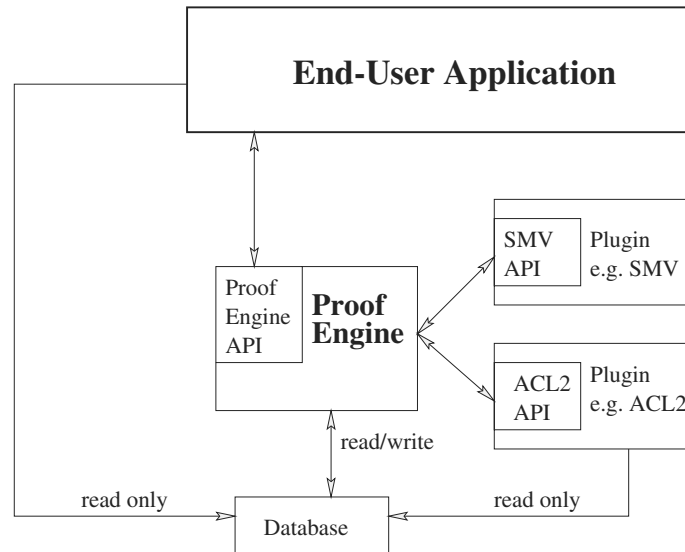 End-User Application
SMV
API
Plugin
e.g. SMV
Proof
Engine
API
Proof
Engine
ACL2
API
Plugin
e.g. ACL2
read/write
read only
read only
Database